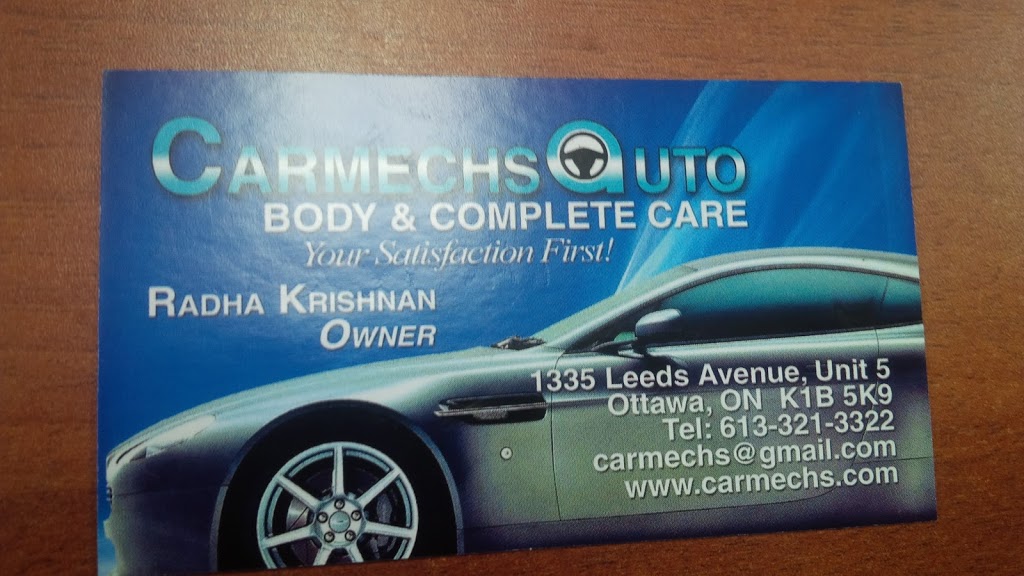 CARMECHS AUTO
BODY & COMPLETE CARE
Your Satisfaction First!
RADHA KRISHNAN
OWNER
1335 Leeds Avenue, Unit 5
Ottawa, ON K1B 5K9
Tel: 613-321-3322
carmechs@gmail.com
www.carmechs.com